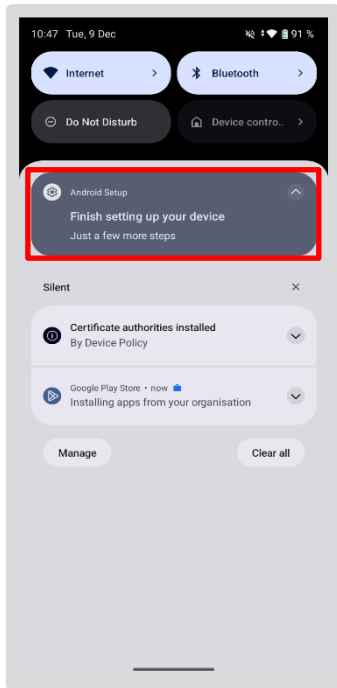 10:47 Tue, 9 Dec 91 %
Internet
Bluetooth
Do Not Disturb
Device contro..
Android Setup
Finish setting up your device
Just a few more steps
Silent
Certificate authorities installed
By Device Policy
Google Play Store • now
Installing apps from your organisation
Manage
Clear all